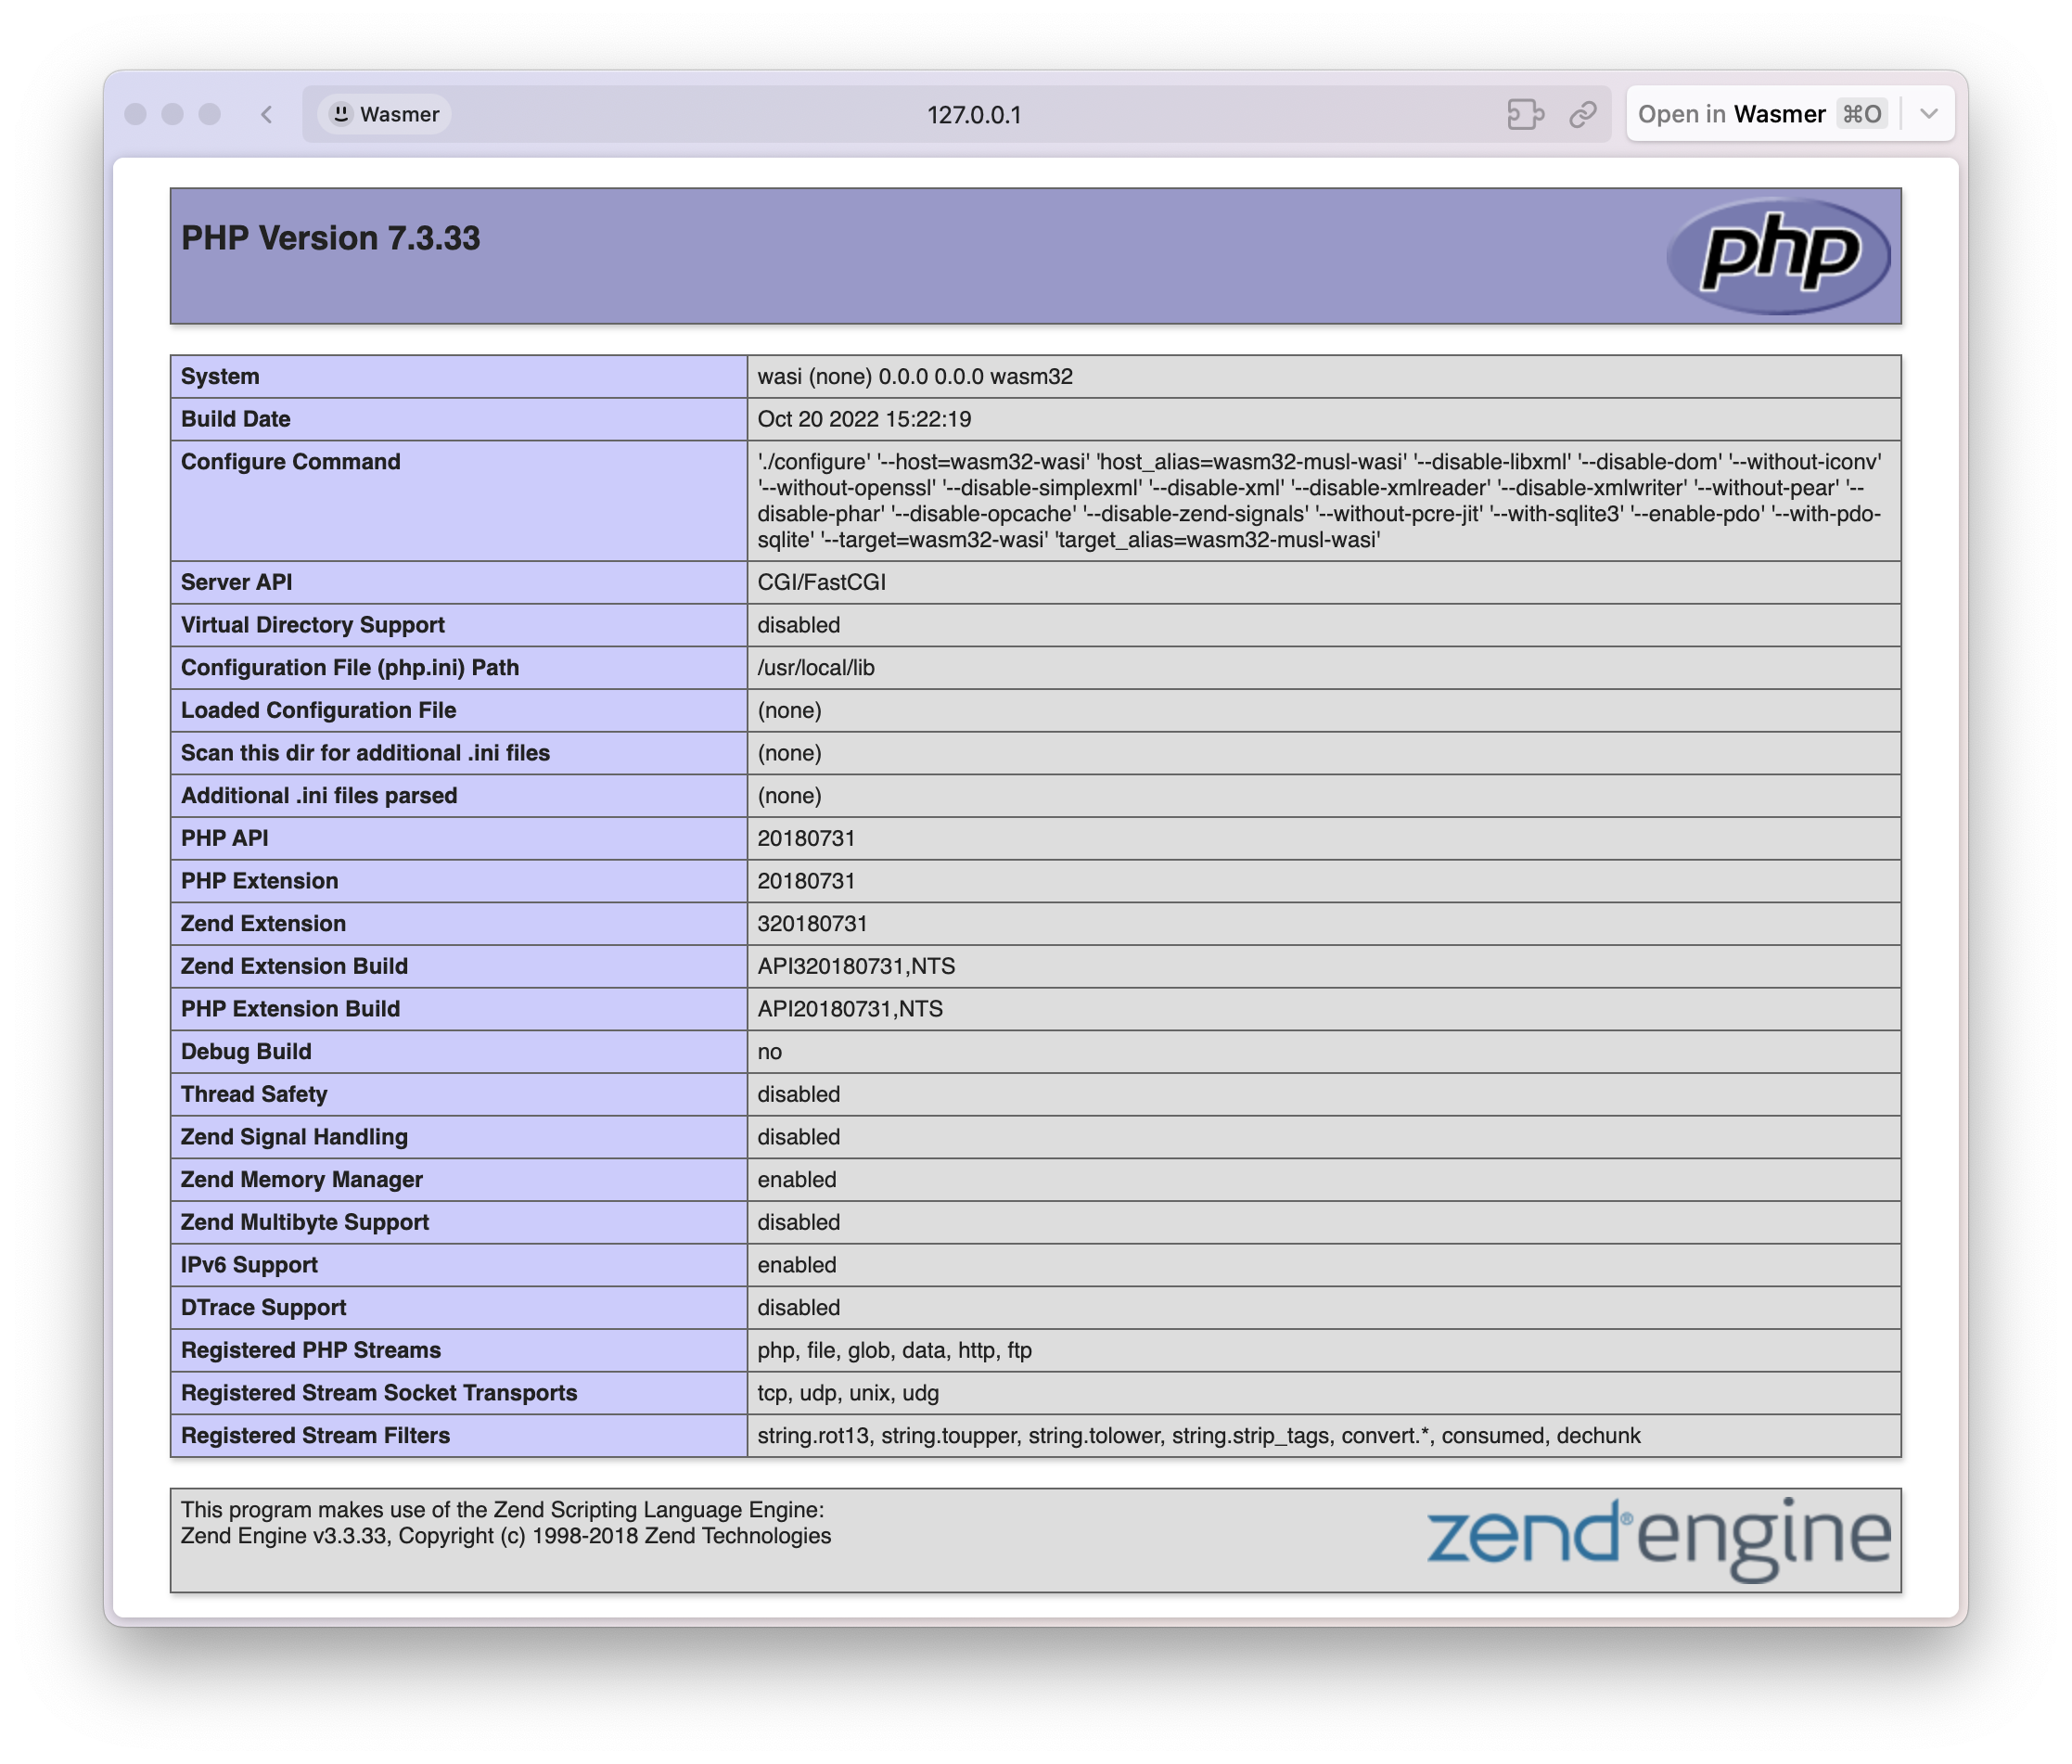 Wasmer
127.0.0.1
Open in Wasmer ⌘O
PHP Version 7.3.33
php
System wasi (none) 0.0.0 0.0.0 wasm32
Build Date Oct 20 2022 15:22:19
Configure Command './configure' '--host=wasm32-wasi' 'host_alias=wasm32-musl-wasi' '--disable-libxml' '--disable-dom' '--without-iconv'
'--without-openssl' '--disable-simplexml' '--disable-xml' '--disable-xmlreader' '--disable-xmlwriter' '--without-pear' '--
disable-phar' '--disable-opcache' '--disable-zend-signals' '--without-pcre-jit' '--with-sqlite3' '--enable-pdo' '--with-pdo-
sqlite' '--target=wasm32-wasi' 'target_alias=wasm32-musl-wasi'
Server API CGI/FastCGI
Virtual Directory Support disabled
Configuration File (php.ini) Path /usr/local/lib
Loaded Configuration File (none)
Scan this dir for additional .ini files (none)
Additional .ini files parsed (none)
PHP API 20180731
PHP Extension 20180731
Zend Extension 320180731
Zend Extension Build API320180731,NTS
PHP Extension Build API20180731,NTS
Debug Build no
Thread Safety disabled
Zend Signal Handling disabled
Zend Memory Manager enabled
Zend Multibyte Support disabled
IPv6 Support enabled
DTrace Support disabled
Registered PHP Streams php, file, glob, data, http, ftp
Registered Stream Socket Transports tcp, udp, unix, udg
Registered Stream Filters string.rot13, string.toupper, string.tolower, string.strip_tags, convert.*, consumed, dechunk
This program makes use of the Zend Scripting Language Engine:
Zend Engine v3.3.33, Copyright (c) 1998-2018 Zend Technologies
zend® engine